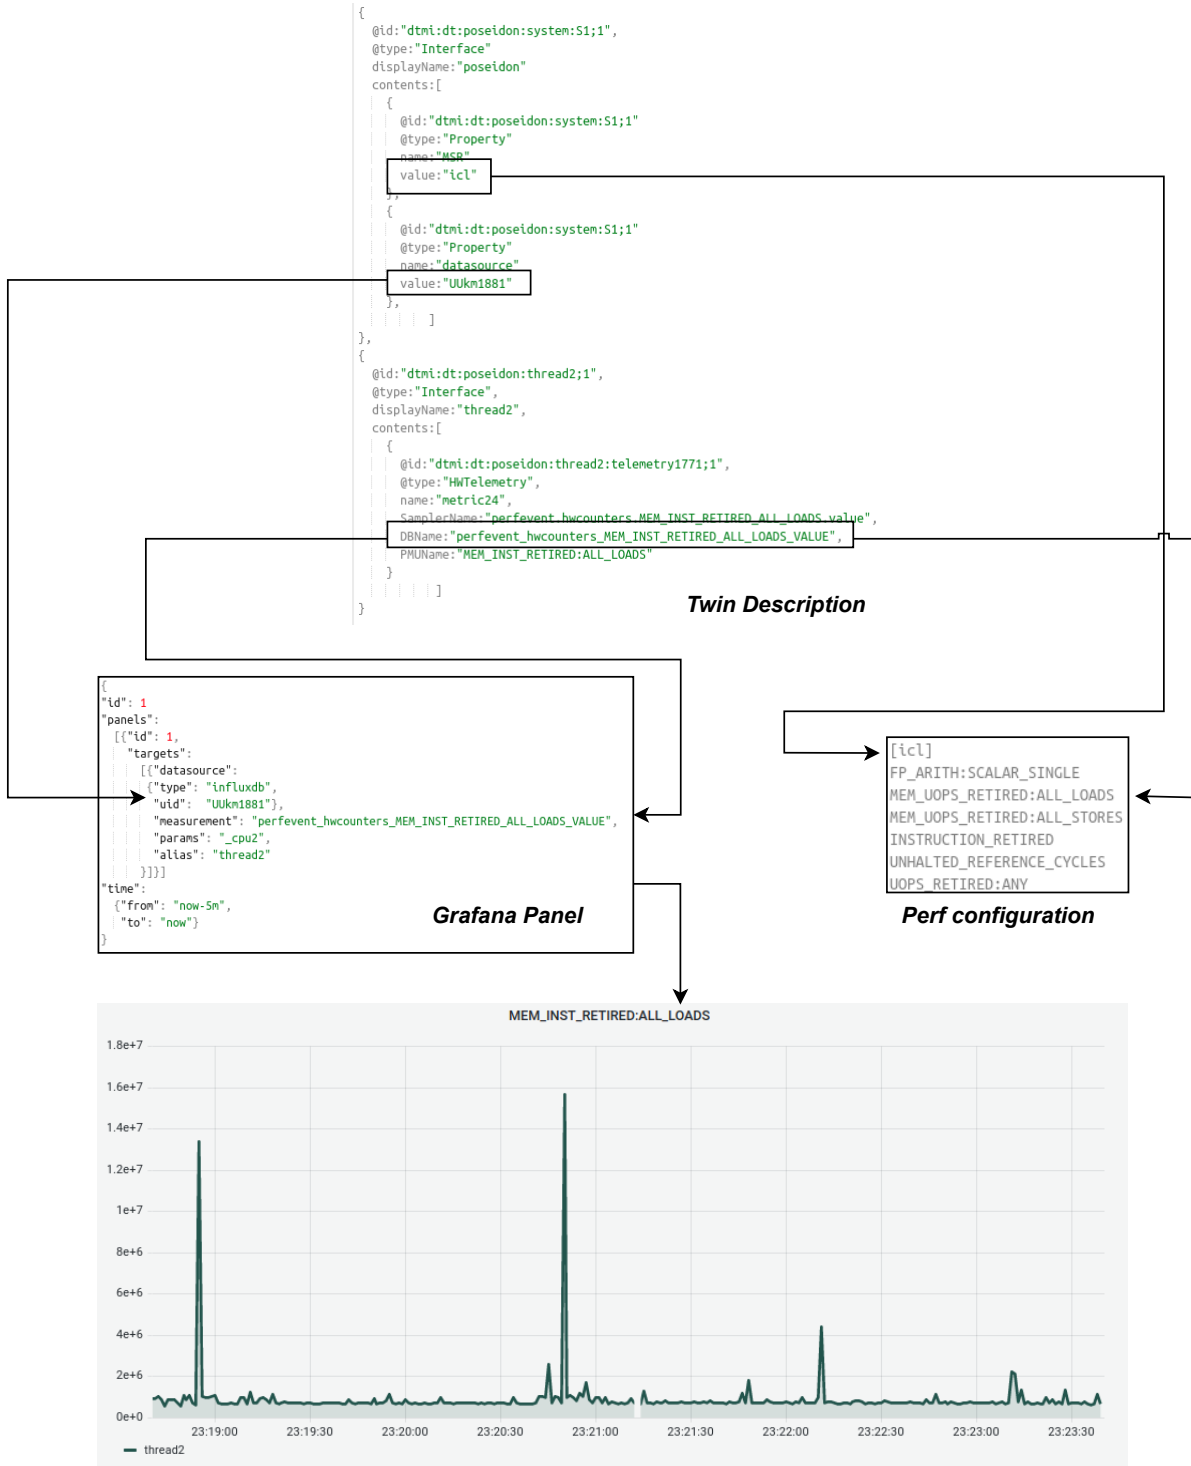 {
@id:"dtmi:dt:poseidon:system:S1;1",
@type:"Interface"
displayName:"poseidon"
contents:[
{
@id:"dtmi:dt:poseidon:system:S1;1"
@type:"Property"
name:"MSR"
value:"icl"
},
{
@id:"dtmi:dt:poseidon:system:S1;1"
@type:"Property"
name:"datasource"
value:"UUkm1881"
},
]
},
{
@id:"dtmi:dt:poseidon:thread2;1",
@type:"Interface",
displayName:"thread2",
contents:[
{
@id:"dtmi:dt:poseidon:thread2:telemetry1771;1",
@type:"HWTelemetry",
name:"metric24",
SamplerName:"perfevent.hwcounters.MEM_INST_RETIRED_ALL_LOADS.value",
DBName:"perfevent_hwcounters_MEM_INST_RETIRED_ALL_LOADS_VALUE",
PMUName:"MEM_INST_RETIRED:ALL_LOADS"
}
]
}
Twin Description
{
"id": 1
"panels":
[{"id": 1,
"targets":
[{"datasource":
{"type": "influxdb",
"uid": "UUkm1881"},
"measurement": "perfevent_hwcounters_MEM_INST_RETIRED_ALL_LOADS_VALUE",
"params": "_cpu2",
"alias": "thread2"
}]}]
"time":
{"from": "now-5m",
"to": "now"}
}
Grafana Panel
[icl]
FP_ARITH:SCALAR_SINGLE
MEM_UOPS_RETIRED:ALL_LOADS
MEM_UOPS_RETIRED:ALL_STORES
INSTRUCTION_RETIRED
UNHALTED_REFERENCE_CYCLES
UOPS_RETIRED:ANY
Perf configuration
MEM_INST_RETIRED:ALL_LOADS
1.8e+7
1.6e+7
1.4e+7
1.2e+7
1e+7
8e+6
6e+6
4e+6
2e+6
0e+0
23:19:00 23:19:30 23:20:00 23:20:30 23:21:00 23:21:30 23:22:00 23:22:30 23:23:00 23:23:30
thread2